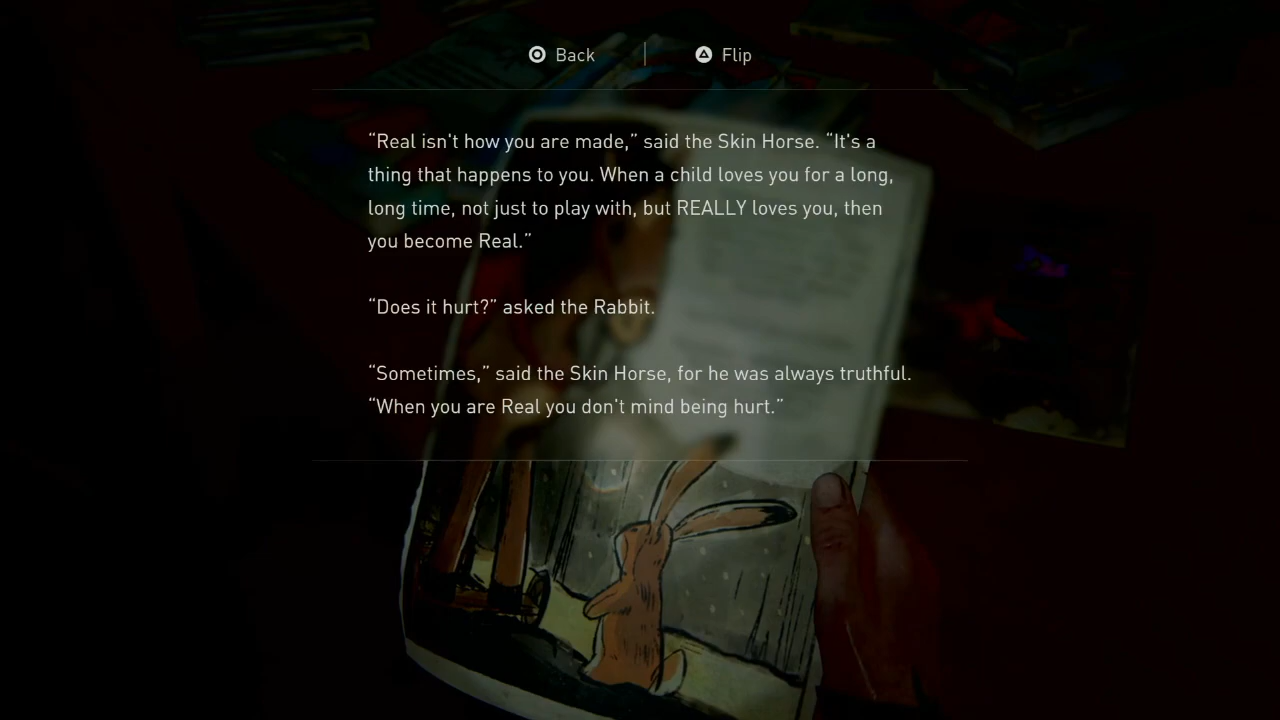 Back
Flip
“Real isn't how you are made,” said the Skin Horse. “It's a
thing that happens to you. When a child loves you for a long,
long time, not just to play with, but REALLY loves you, then
you become Real.”
“Does it hurt?” asked the Rabbit.
“Sometimes,” said the Skin Horse, for he was always truthful.
“When you are Real you don't mind being hurt.”